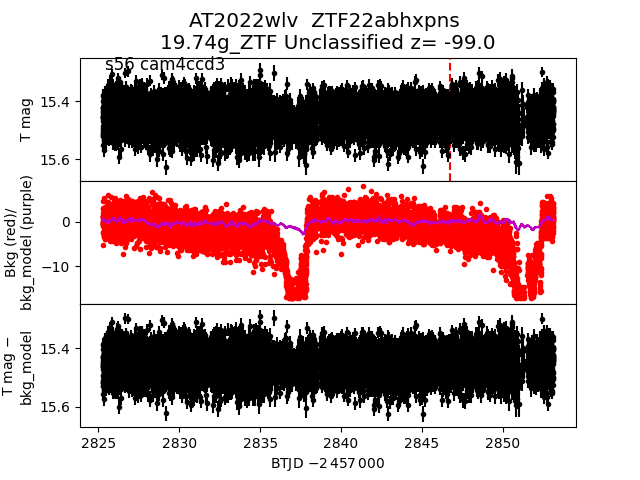 AT2022wlv  ZTF22abhxpns
19.74g_ZTF Unclassified z= -99.0
s56 cam4ccd3
T mag
15.4
15.6
Bkg (red)/
bkg_model (purple)
0
−10
T mag −
bkg_model
15.4
15.6
2825
2830
2835
2840
2845
2850
BTJD −2 457 000